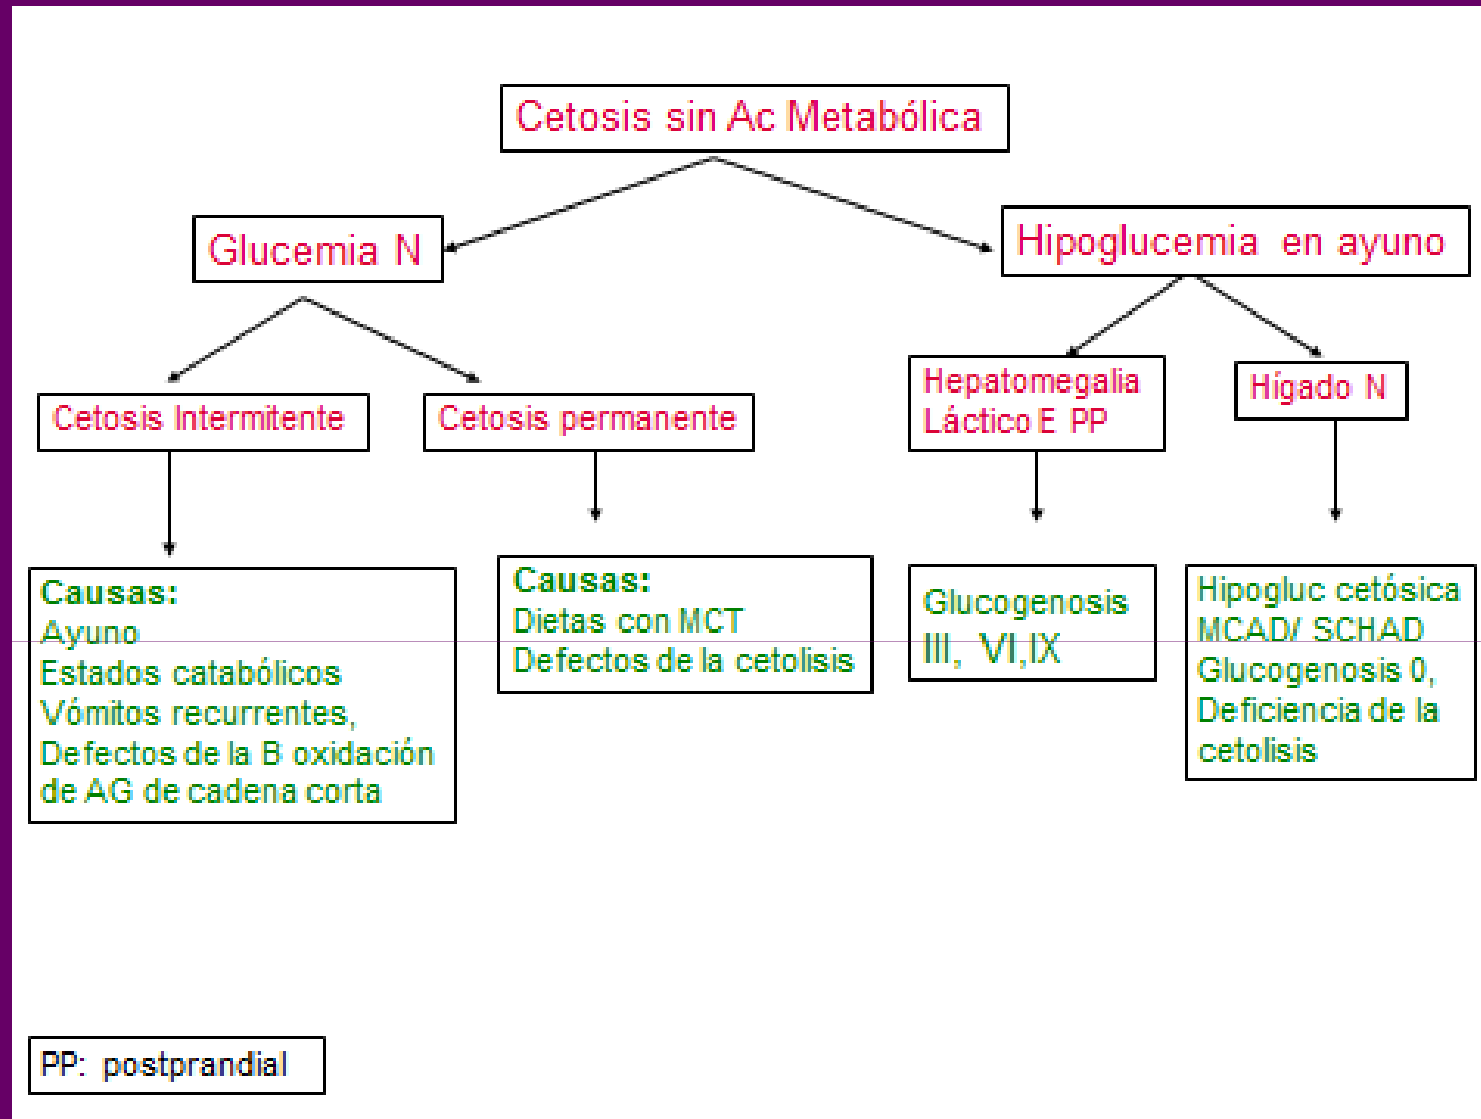 Cetosis sin Ac Metabólica
Glucemia N
Hipoglucemia en ayuno
Cetosis Intermitente
Cetosis permanente
Hepatomegalia
Láctico E PP
Hígado N
Causas:
Ayuno
Estados catabólicos
Vómitos recurrentes,
Defectos de la B oxidación
de AG de cadena corta
Causas:
Dietas con MCT
Defectos de la cetolisis
Glucogenosis
III, VI,IX
Hipogluc cetósica
MCAD/ SCHAD
Glucogenosis 0,
Deficiencia de la
cetolisis
PP: postprandial